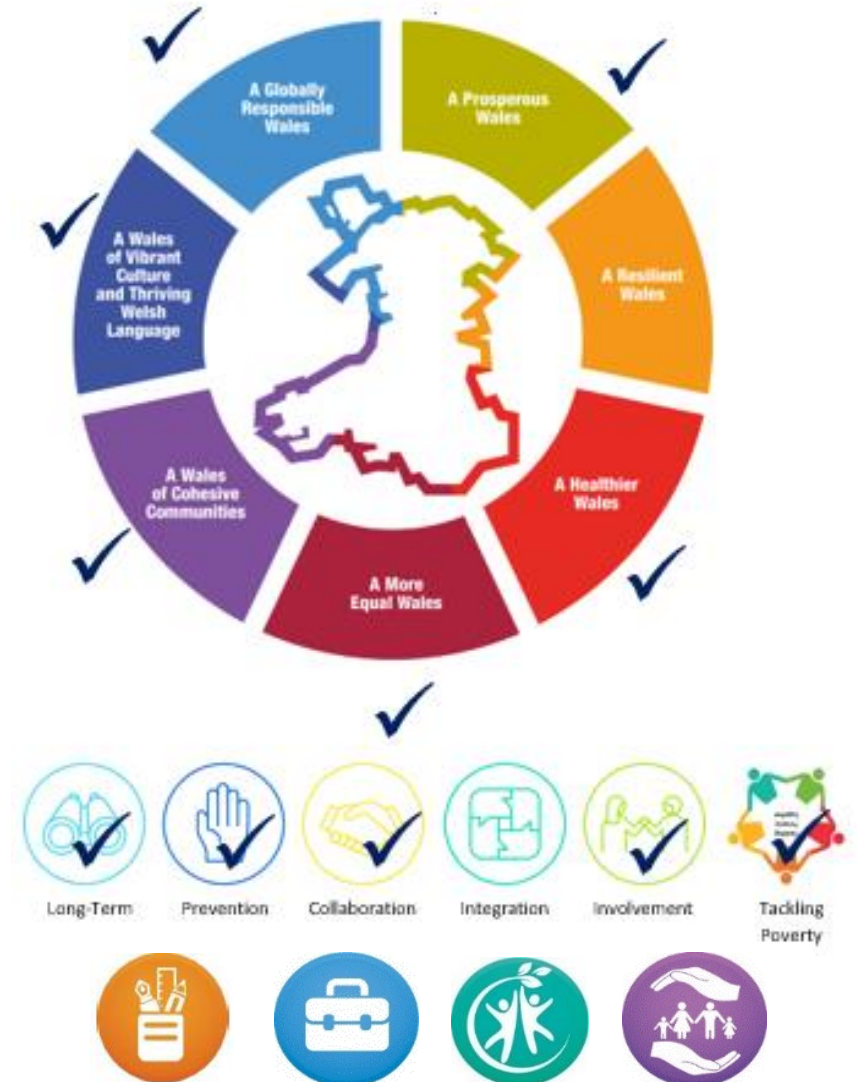 A Globally
Responsible
Wales
A Prosperous
Wales
A Resilient
Wales
A Healthier
Wales
A More
Equal Wales
A Wales
of Cohesive
Communities
A Wales
of Vibrant
Culture
and Thriving
Welsh
Language
Long-Term
Prevention
Collaboration
Integration
Involvement
Tackling
Poverty